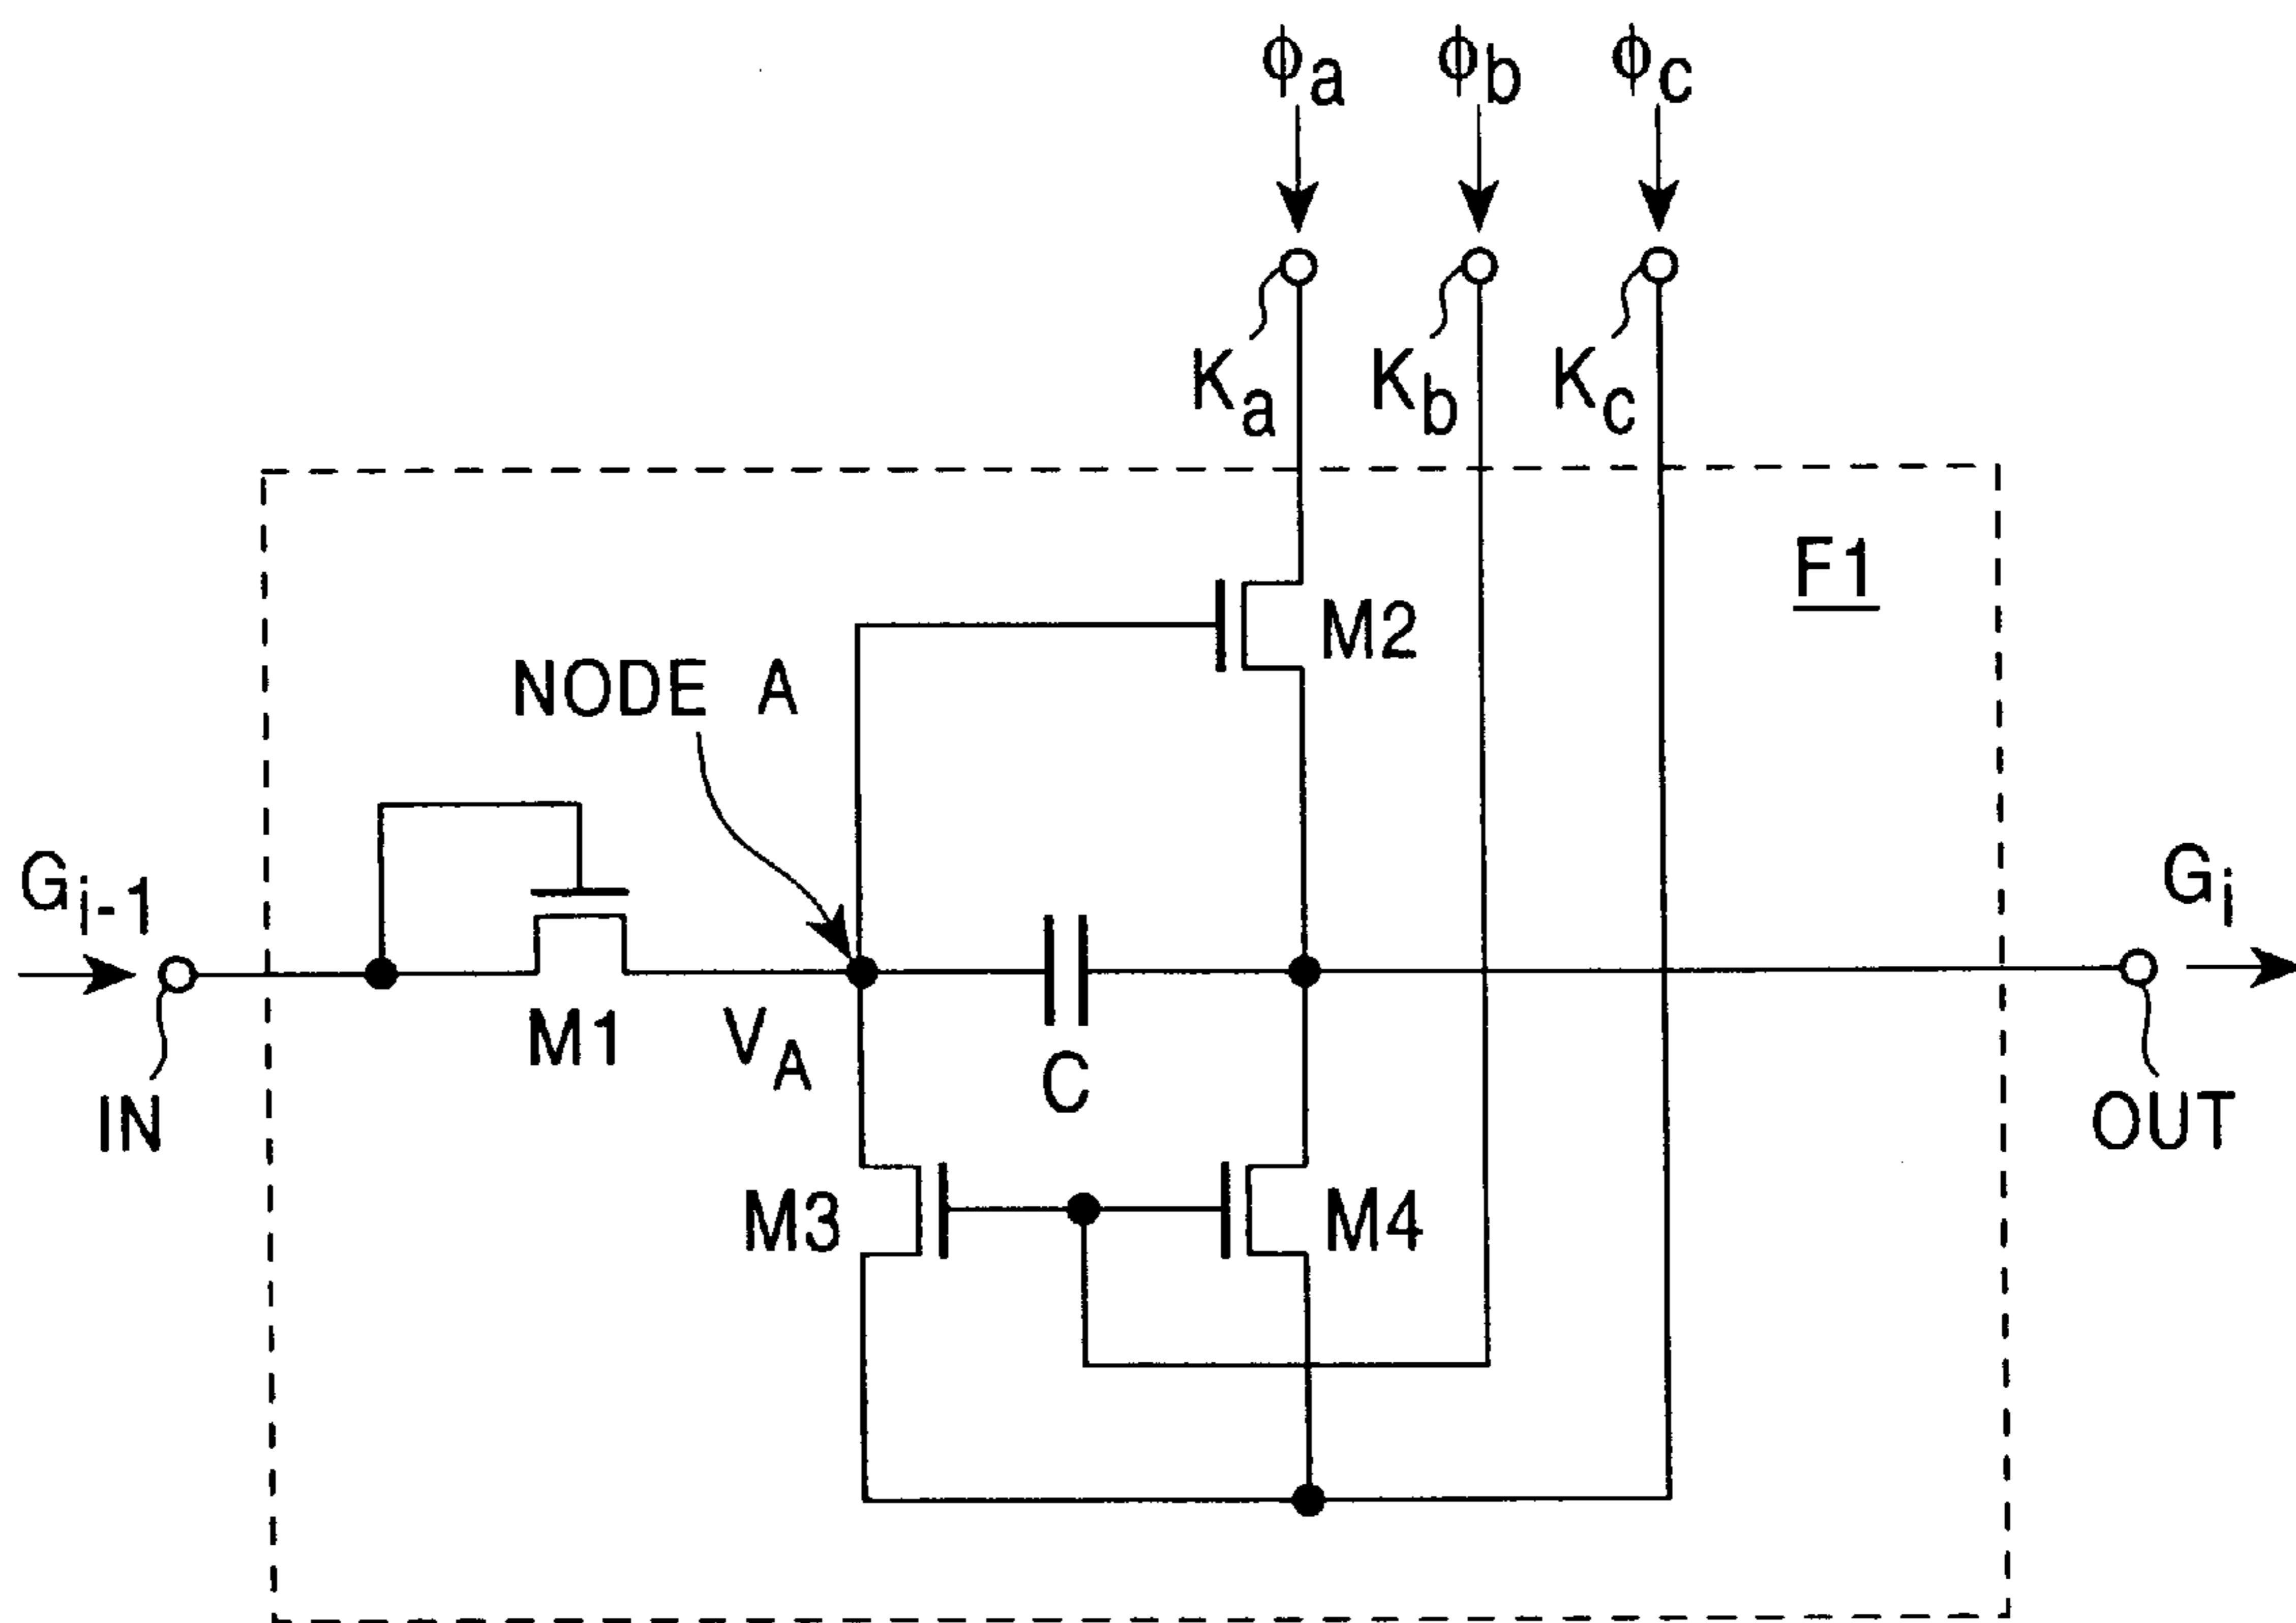 ϕa ϕb ϕc
Ka Kb Kc
F1
M2
NODE A
Gi-1
Gi
M1
VA
C
IN
OUT
M3
M4